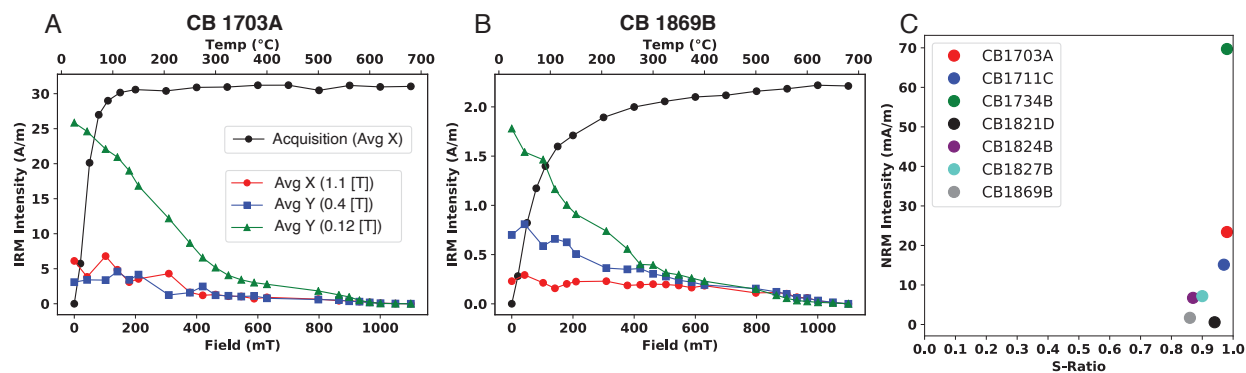 A
CB 1703A
Temp (°C)
0 100 200 300 400 500 600 700
IRM Intensity (A/m)
30
25
20
15
10
5
0
Acquisition (Avg X)
Avg X (1.1 [T])
Avg Y (0.4 [T])
Avg Y (0.12 [T])
0 200 400 600 800 1000
Field (mT)
B
CB 1869B
Temp (°C)
0 100 200 300 400 500 600 700
IRM Intensity (A/m)
2.0
1.5
1.0
0.5
0.0
0 200 400 600 800 1000
Field (mT)
C
NRM Intensity (mA/m)
70
60
50
40
30
20
10
0
CB1703A
CB1711C
CB1734B
CB1821D
CB1824B
CB1827B
CB1869B
0.0 0.1 0.2 0.3 0.4 0.5 0.6 0.7 0.8 0.9 1.0
S-Ratio